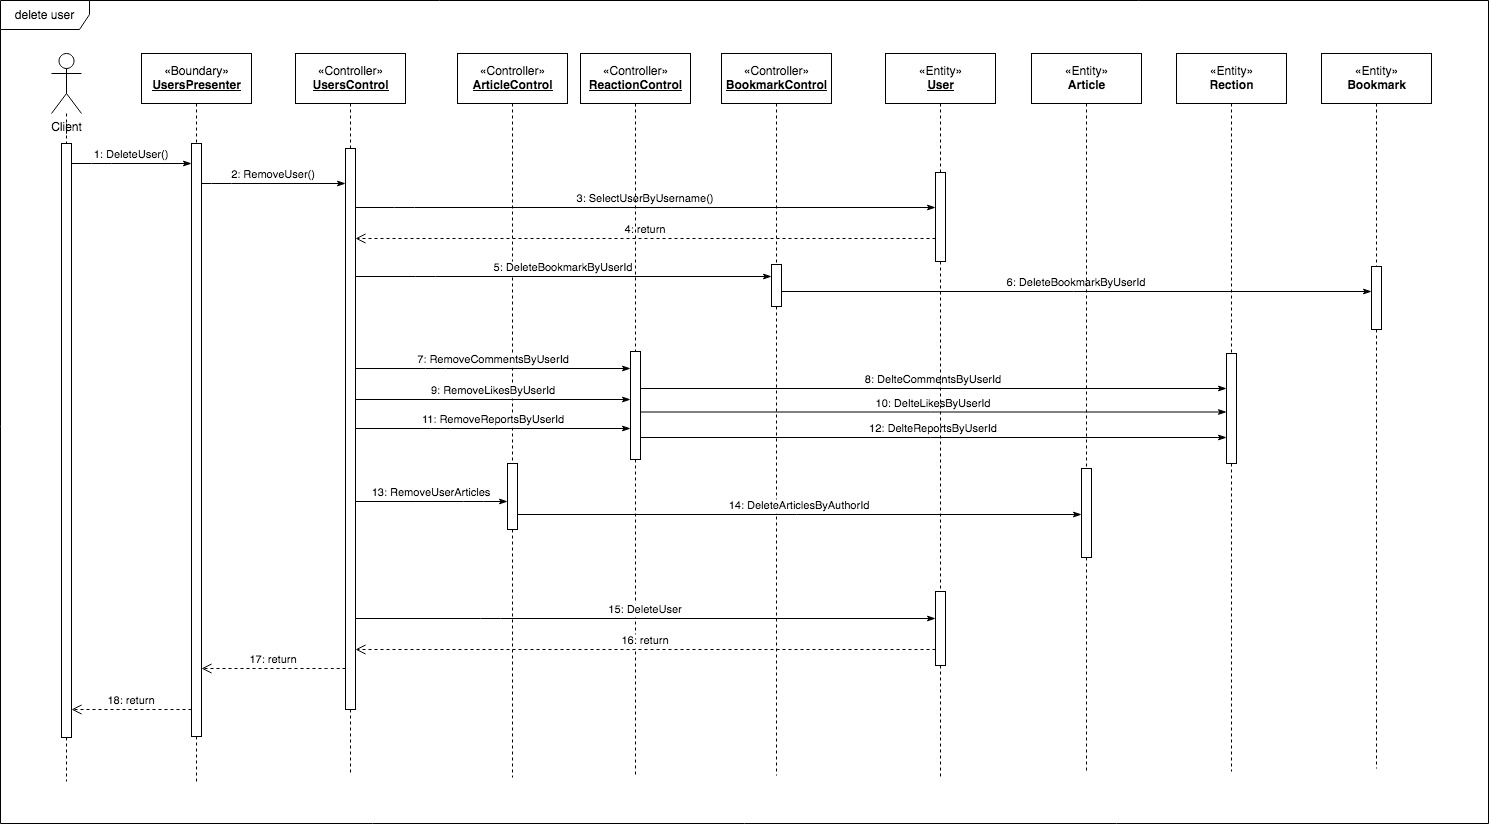 delete user
Client
«Boundary»
UsersPresenter
«Controller»
UsersControl
«Controller»
ArticleControl
«Controller»
ReactionControl
«Controller»
BookmarkControl
«Entity»
User
«Entity»
Article
«Entity»
Rection
«Entity»
Bookmark
1: DeleteUser()
2: RemoveUser()
3: SelectUserByUsername()
4: return
5: DeleteBookmarkByUserId
6: DeleteBookmarkByUserId
7: RemoveCommentsByUserId
8: DelteCommentsByUserId
9: RemoveLikesByUserId
10: DelteLikesByUserId
11: RemoveReportsByUserId
12: DelteReportsByUserId
13: RemoveUserArticles
14: DeleteArticlesByAuthorId
15: DeleteUser
16: return
17: return
18: return